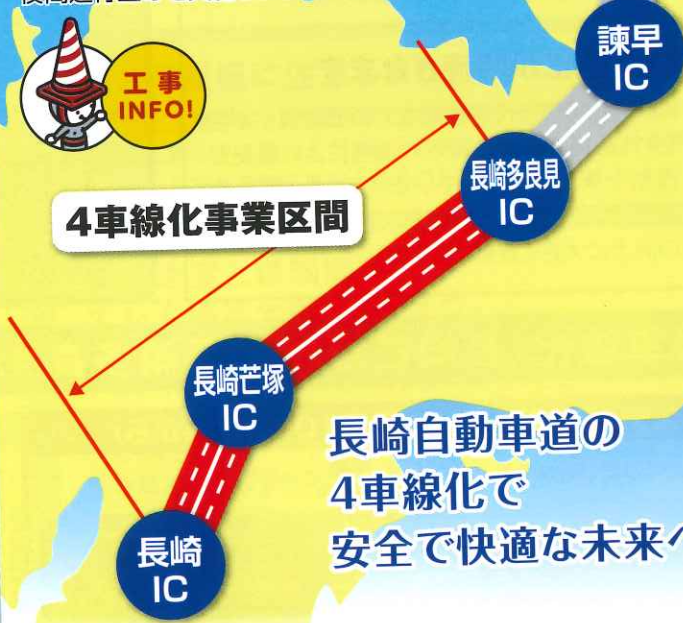 工事
INFO!
諫早
IC
長崎多良見
IC
4車線化事業区間
長崎芒塚
IC
長崎自動車道の
4車線化で
安全で快適な未来へ
長崎
IC